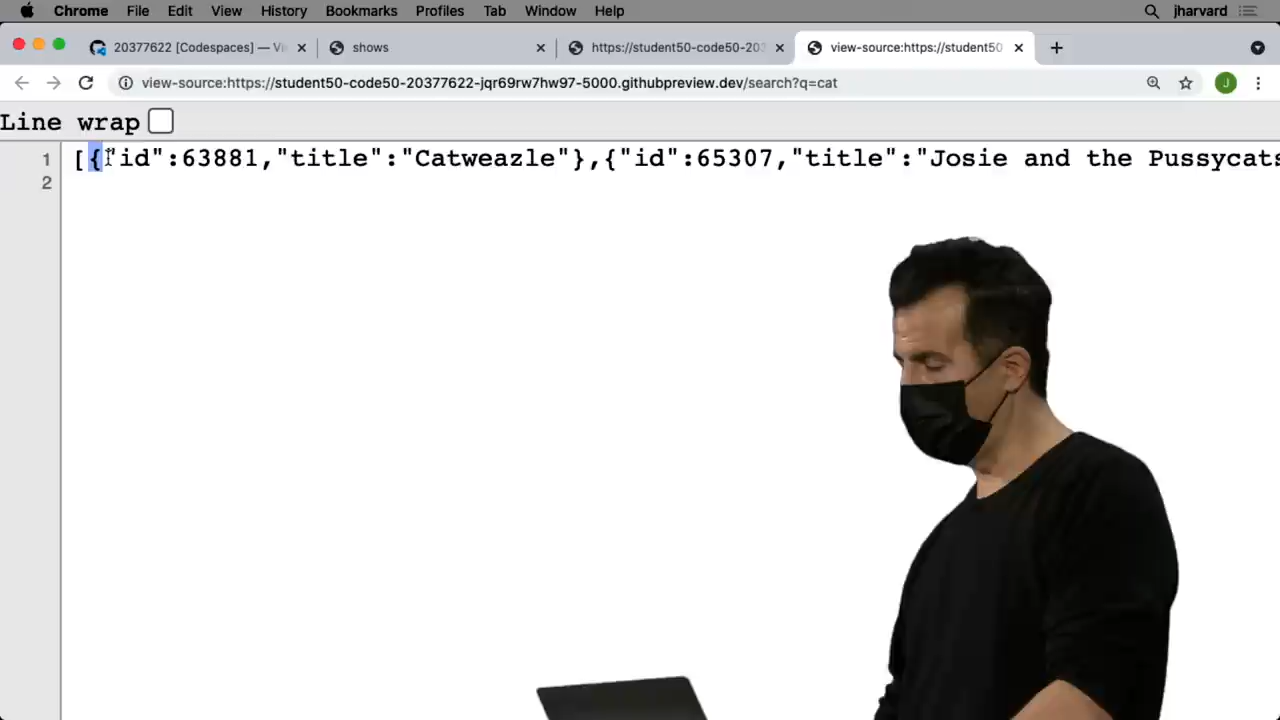 Chrome File Edit View History Bookmarks Profiles Tab Window Help jharvard
20377622 [Codespaces] — Vi shows https://student50-code50-203 view-source:https://student50
view-source:https://student50-code50-20377622-jqr69rw7hw97-5000.githubpreview.dev/search?q=cat J
Line wrap
1 [{"id":63881,"title":"Catweazle"},{"id":65307,"title":"Josie and the Pussycats
2